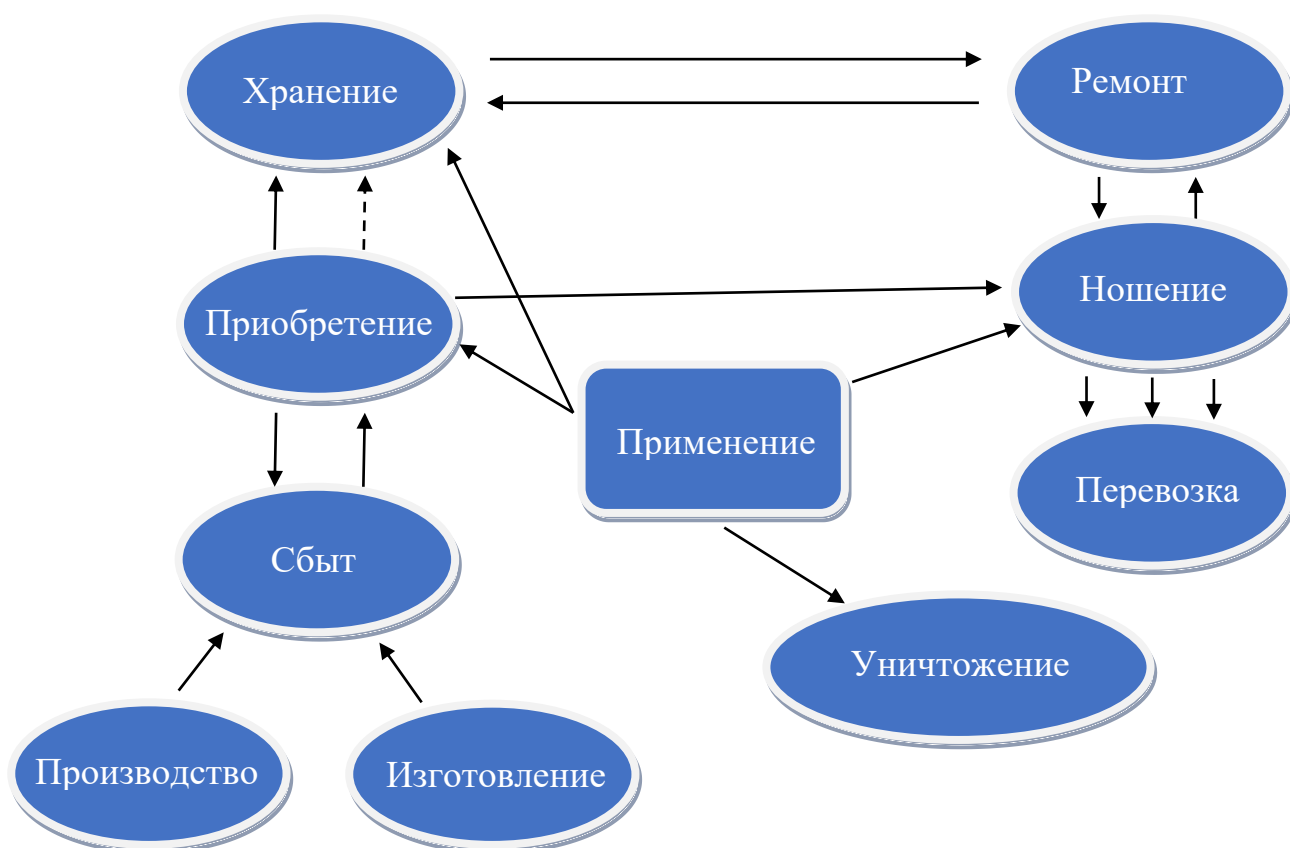 Хранение
Ремонт
Приобретение
Ношение
Применение
Перевозка
Сбыт
Уничтожение
Производство
Изготовление